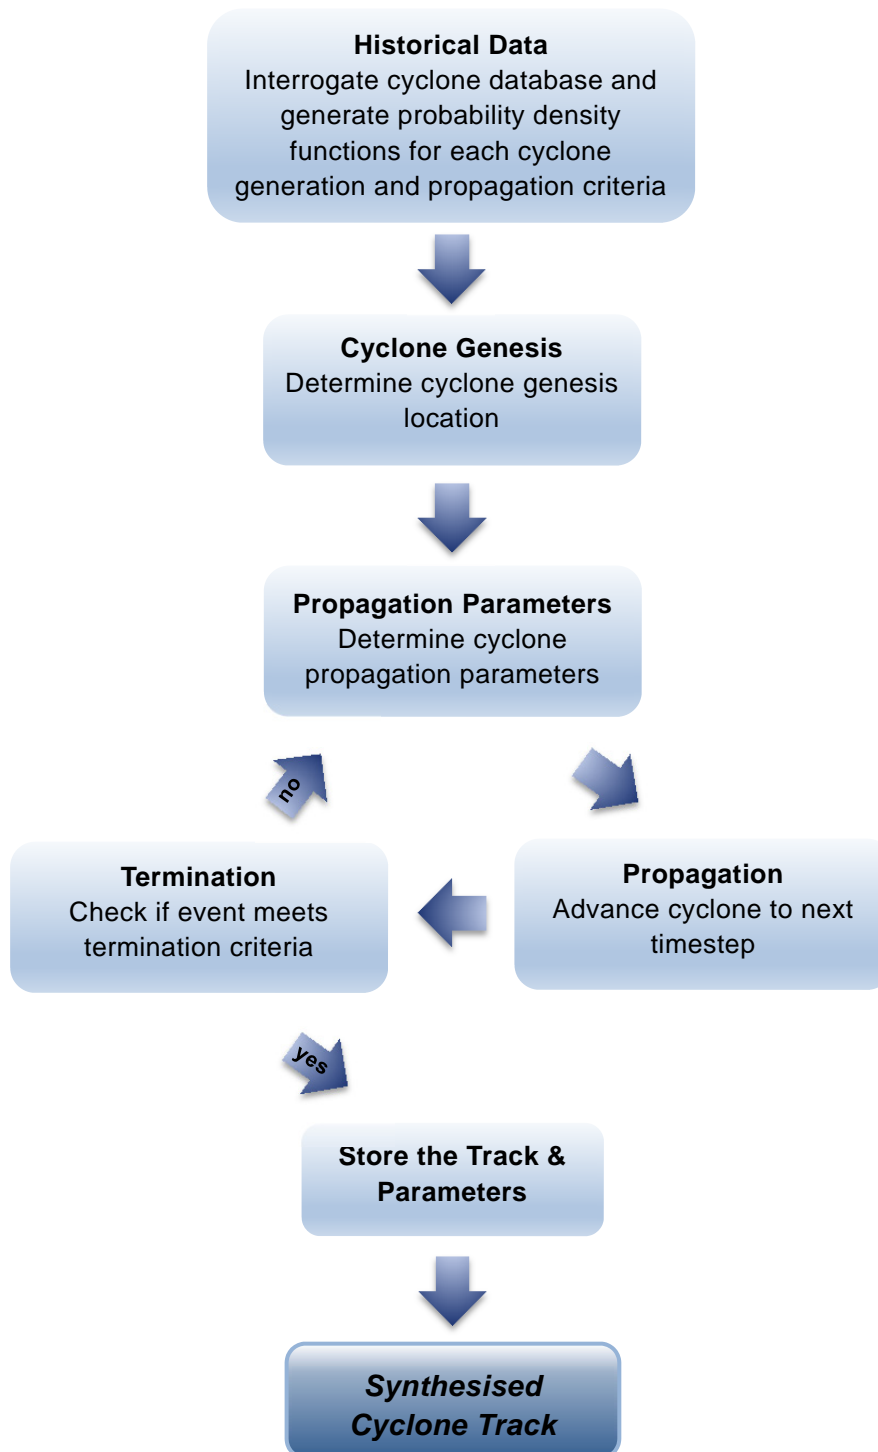 Historical Data
Interrogate cyclone database and
generate probability density
functions for each cyclone
generation and propagation criteria
Cyclone Genesis
Determine cyclone genesis
location
Propagation Parameters
Determine cyclone
propagation parameters
no
Termination
Check if event meets
termination criteria
Propagation
Advance cyclone to next
timestep
yes
Store the Track &
Parameters
Synthesised
Cyclone Track